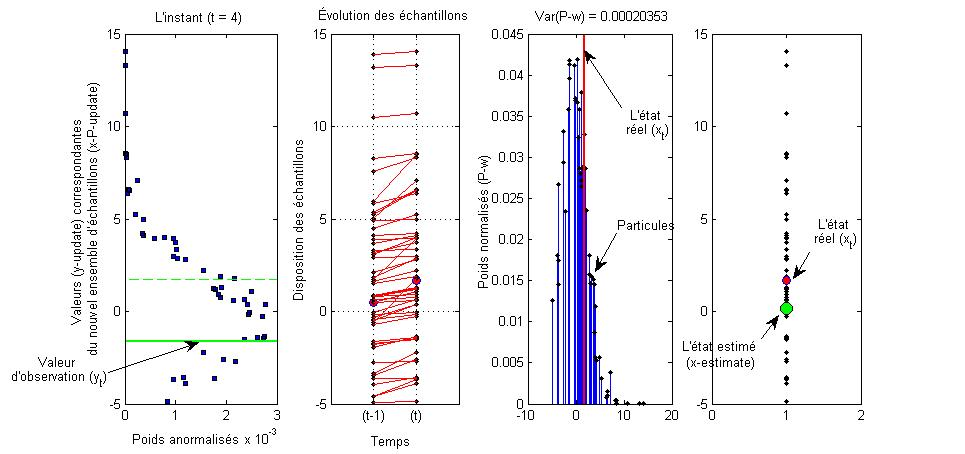 L'instant (t = 4)
Valeurs (y-update) correspondantes
du nouvel ensemble d'échantillons (x-P-update)
15
10
5
0
-5
0
1
2
3
Poids anormalisés x 10^-3
Valeur
d'observation (y_t)
Évolution des échantillons
Disposition des échantillons
15
10
5
0
-5
(t-1)
(t)
Temps
Var(P-w) = 0.00020353
Poids normalisés (P-w)
0.045
0.04
0.035
0.03
0.025
0.02
0.015
0.01
0.005
0
-10
0
10
20
L'état
réel (x_t)
Particules
15
10
5
0
-5
0
1
2
L'état
réel (x_t)
L'état estimé
(x-estimate)